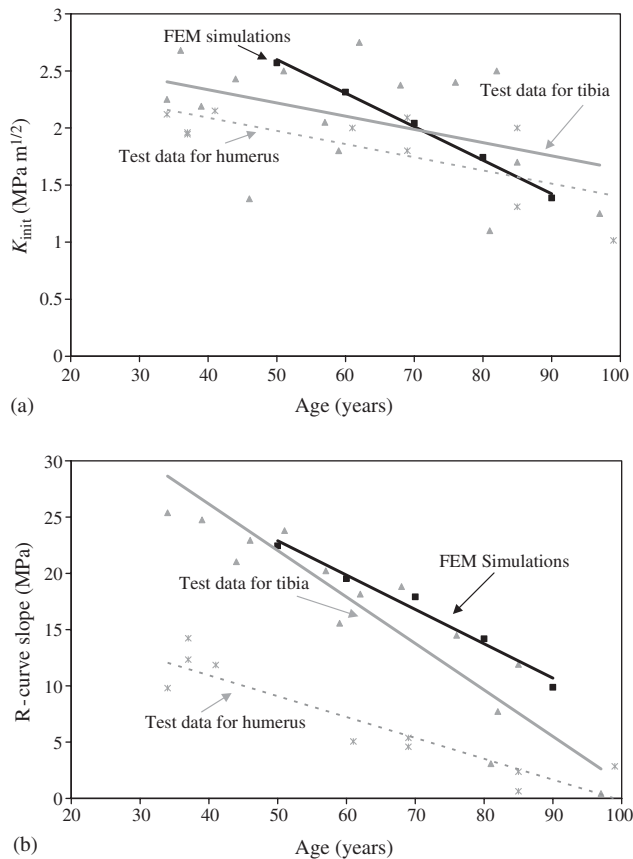 3
FEM simulations
2.5
Test data for tibia
2
Test data for humerus
1.5
1
0.5
0
K_init (MPa m^1/2)
20 30 40 50 60 70 80 90 100
(a)
Age (years)
30
25
FEM Simulations
20
Test data for tibia
15
10
Test data for humerus
5
0
R-curve slope (MPa)
20 30 40 50 60 70 80 90 100
(b)
Age (years)